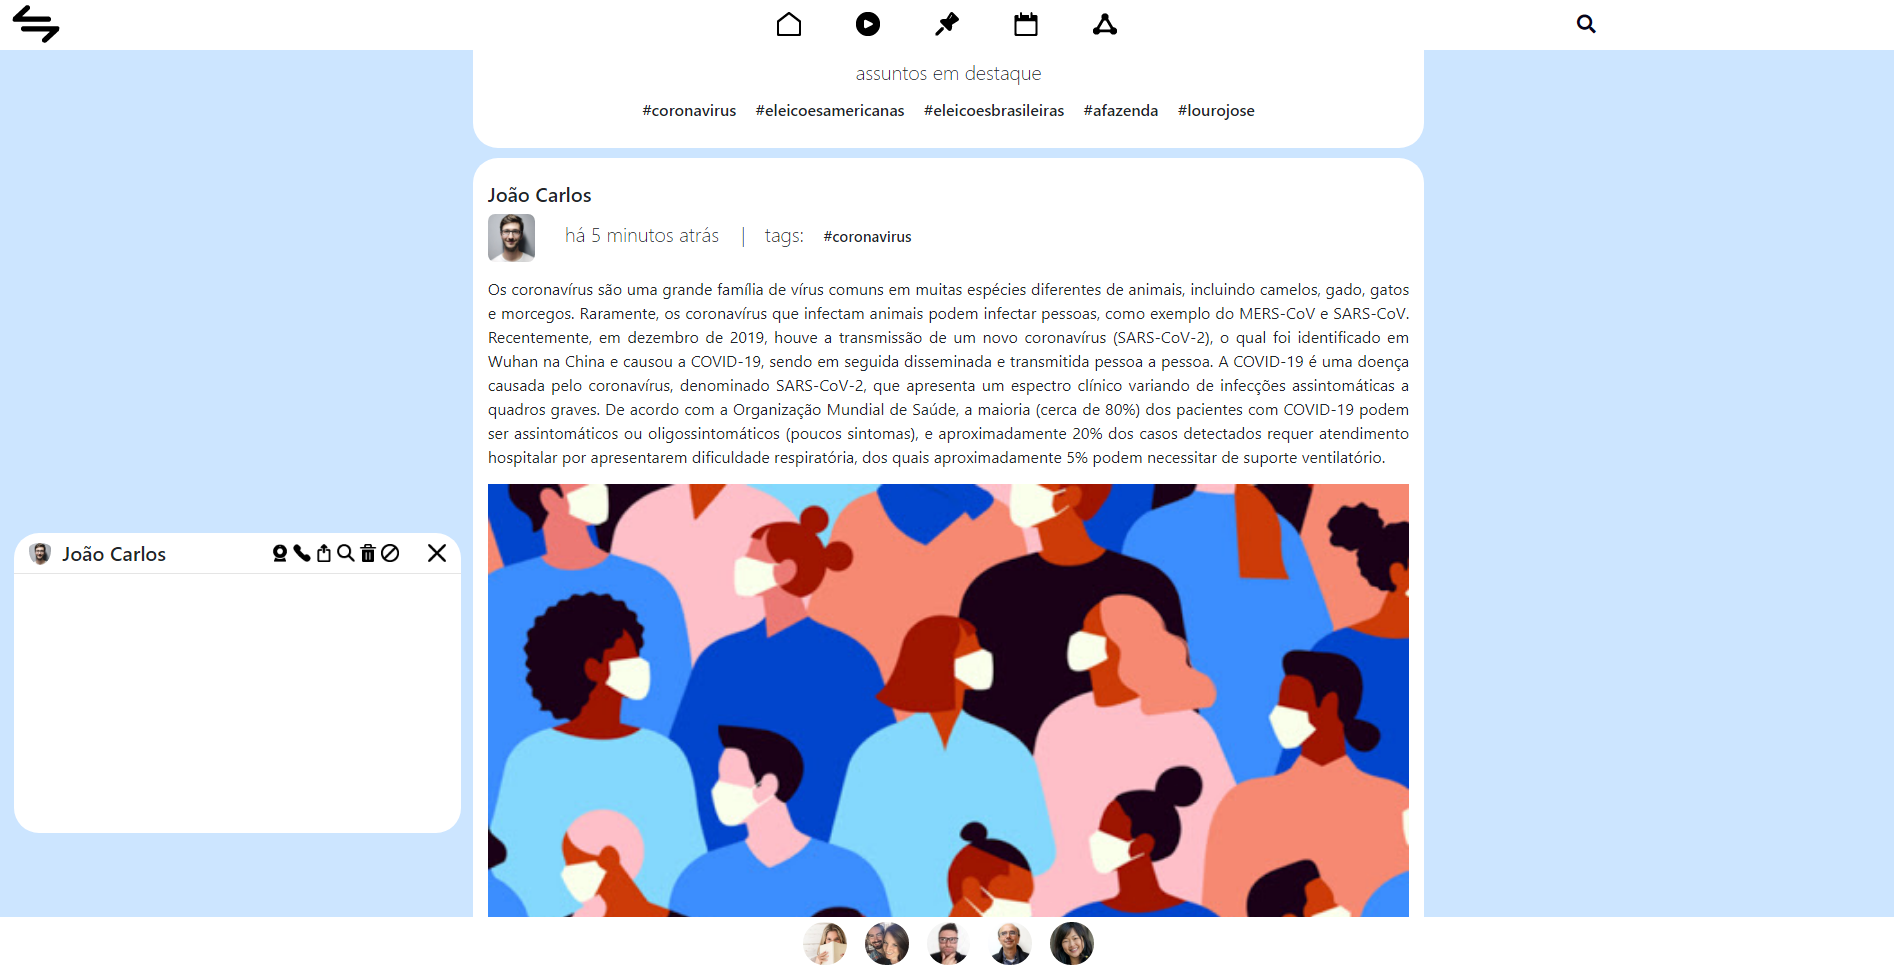 assuntos em destaque
#coronavirus #eleicoesamericanas #eleicoesbrasileiras #afazenda #lourojose
João Carlos
há 5 minutos atrás | tags: #coronavirus
Os coronavírus são uma grande família de vírus comuns em muitas espécies diferentes de animais, incluindo camelos, gado, gatos
e morcegos. Raramente, os coronavírus que infectam animais podem infectar pessoas, como exemplo do MERS-CoV e SARS-CoV.
Recentemente, em dezembro de 2019, houve a transmissão de um novo coronavírus (SARS-CoV-2), o qual foi identificado em
Wuhan na China e causou a COVID-19, sendo em seguida disseminada e transmitida pessoa a pessoa. A COVID-19 é uma doença
causada pelo coronavírus, denominado SARS-CoV-2, que apresenta um espectro clínico variando de infecções assintomáticas a
quadros graves. De acordo com a Organização Mundial de Saúde, a maioria (cerca de 80%) dos pacientes com COVID-19 podem
ser assintomáticos ou oligossintomáticos (poucos sintomas), e aproximadamente 20% dos casos detectados requer atendimento
hospitalar por apresentarem dificuldade respiratória, dos quais aproximadamente 5% podem necessitar de suporte ventilatório.
João Carlos